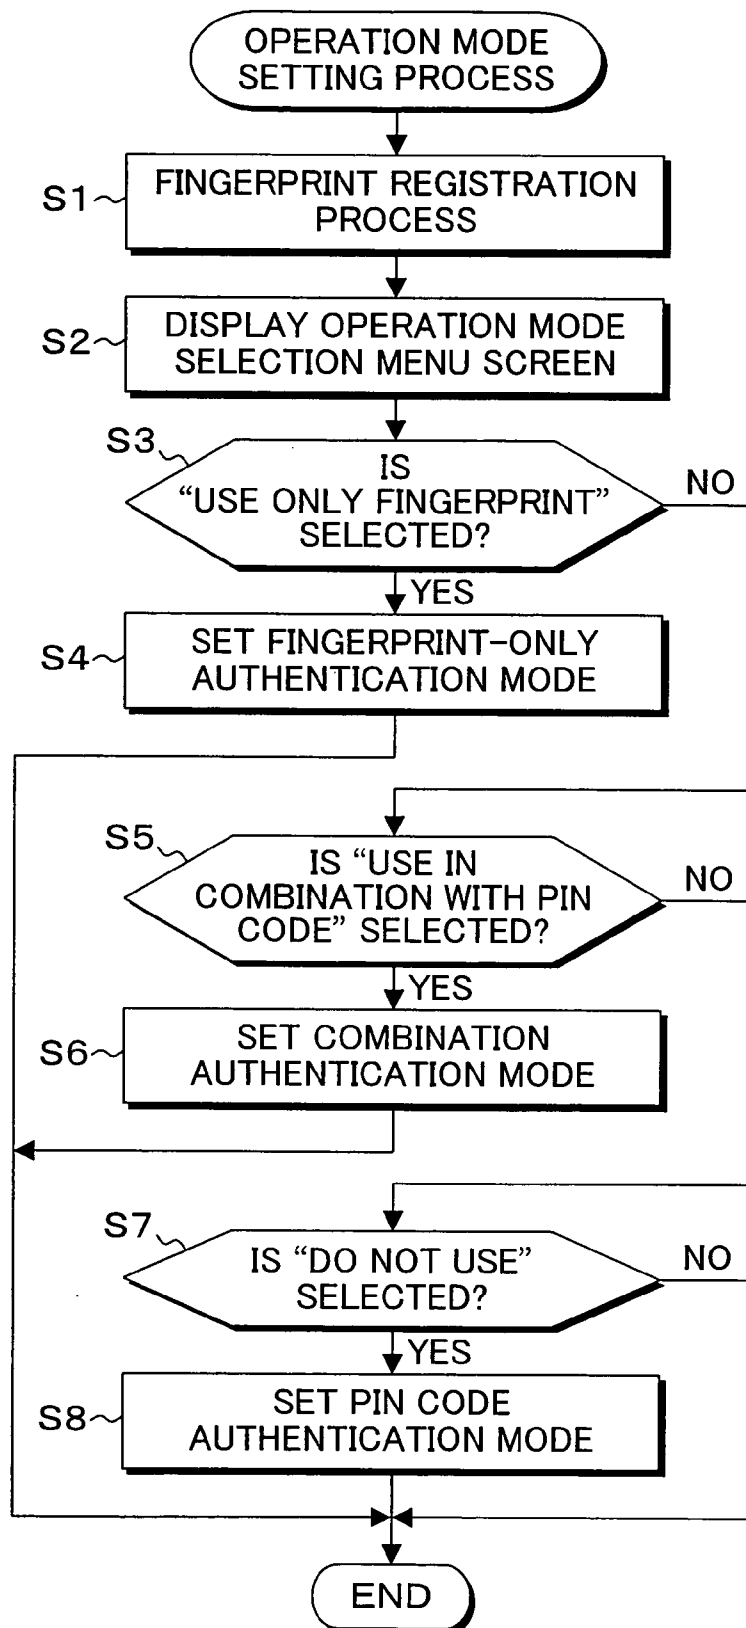 OPERATION MODE
SETTING PROCESS
S1
FINGERPRINT REGISTRATION
PROCESS
S2
DISPLAY OPERATION MODE
SELECTION MENU SCREEN
S3
IS
“USE ONLY FINGERPRINT”
SELECTED?
NO
YES
S4
SET FINGERPRINT-ONLY
AUTHENTICATION MODE
S5
IS “USE IN
COMBINATION WITH PIN
CODE” SELECTED?
NO
YES
S6
SET COMBINATION
AUTHENTICATION MODE
S7
IS “DO NOT USE”
SELECTED?
NO
YES
S8
SET PIN CODE
AUTHENTICATION MODE
END